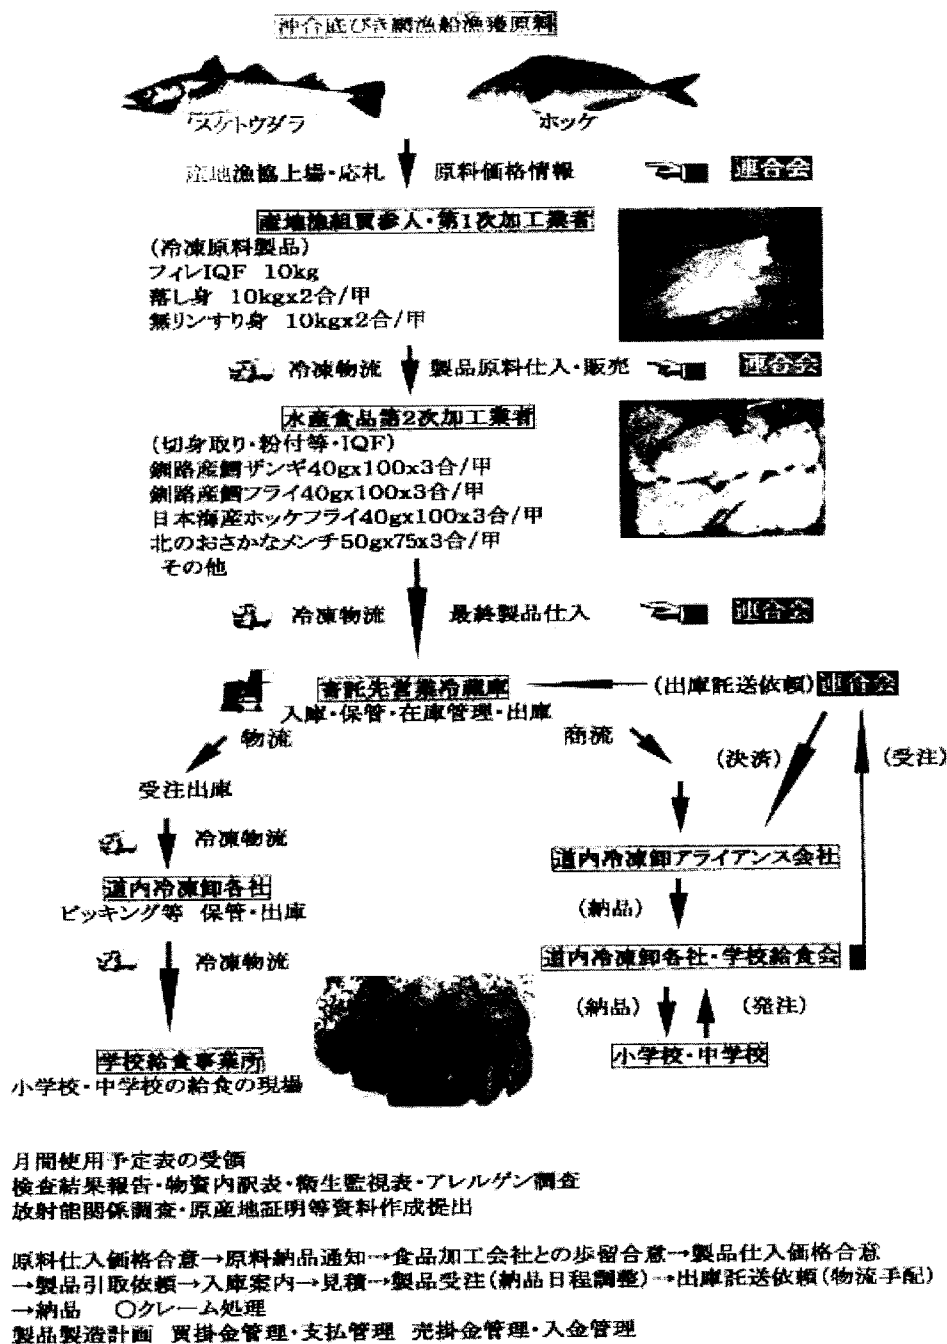 沖合底びき網漁船漁獲原料
スケトウダラ ホッケ
産地漁協上場・応札 原料価格情報 連合会
産地漁組買参人・第1次加工業者
(冷凍原料製品)
フィレIQF 10kg
落し身 10kgx2合/甲
無リンすり身 10kgx2合/甲
冷凍物流 製品原料仕入・販売 連合会
水産食品第2次加工業者
(切身取り・粉付等・IQF)
釧路産鱈ザンギ40gx100x3合/甲
釧路産鱈フライ40gx100x3合/甲
日本海産ホッケフライ40gx100x3合/甲
北のおさかなメンチ50gx75x3合/甲
その他
冷凍物流 最終製品仕入 連合会
寄託先営業冷蔵庫 (出庫託送依頼) 連合会
入庫・保管・在庫管理・出庫
物流 商流
(決済) (受注)
受注出庫
冷凍物流
道内冷凍卸アライアンス会社
道内冷凍卸各社
ピッキング等 保管・出庫
(納品)
冷凍物流
道内冷凍卸各社・学校給食会
(納品) (発注)
小学校・中学校
学校給食事業所
小学校・中学校の給食の現場
月間使用予定表の受領
検査結果報告・物資内訳表・衛生監視表・アレルゲン調査
放射能関係調査・原産地証明等資料作成提出
原料仕入価格合意→原料納品通知→食品加工会社との歩留合意→製品仕入価格合意
→製品引取依頼→入庫案内→見積→製品受注(納品日程調整)→出庫託送依頼(物流手配)
→納品 ○クレーム処理
製品製造計画 買掛金管理・支払管理 売掛金管理・入金管理